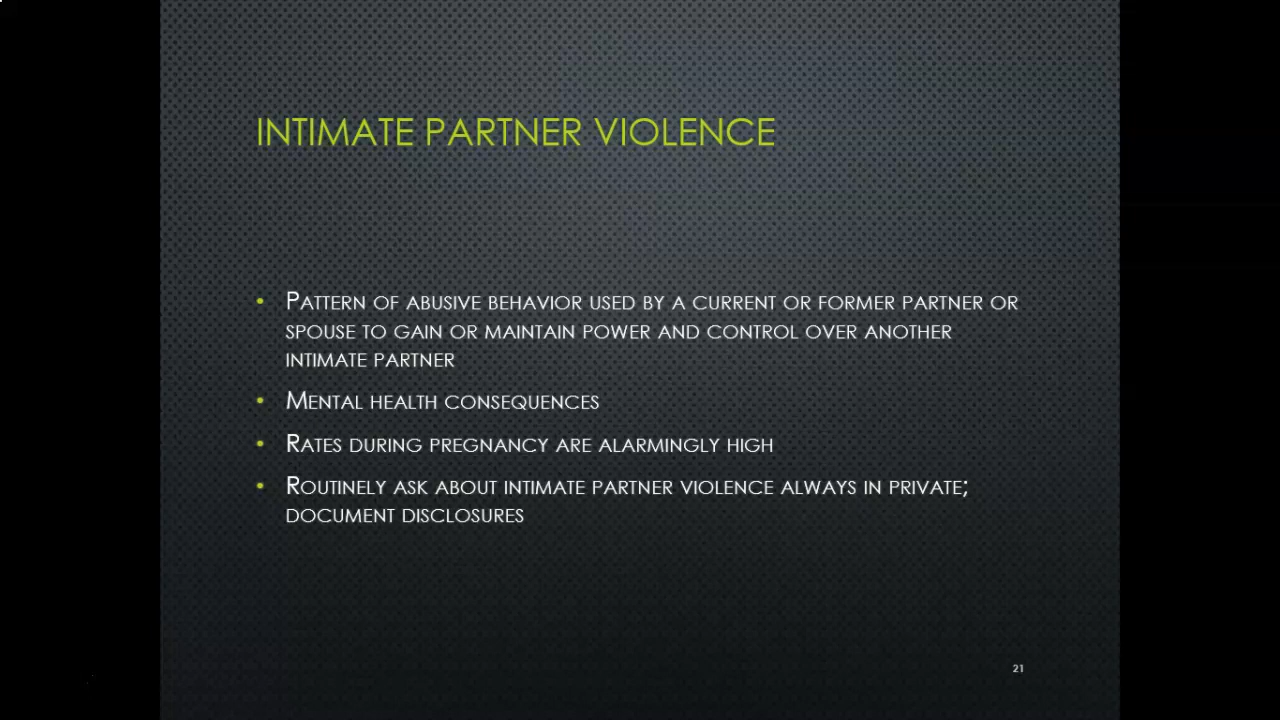 INTIMATE PARTNER VIOLENCE
• Pattern of abusive behavior used by a current or former partner or
spouse to gain or maintain power and control over another
intimate partner
• Mental health consequences
• Rates during pregnancy are alarmingly high
• Routinely ask about intimate partner violence always in private;
document disclosures
21